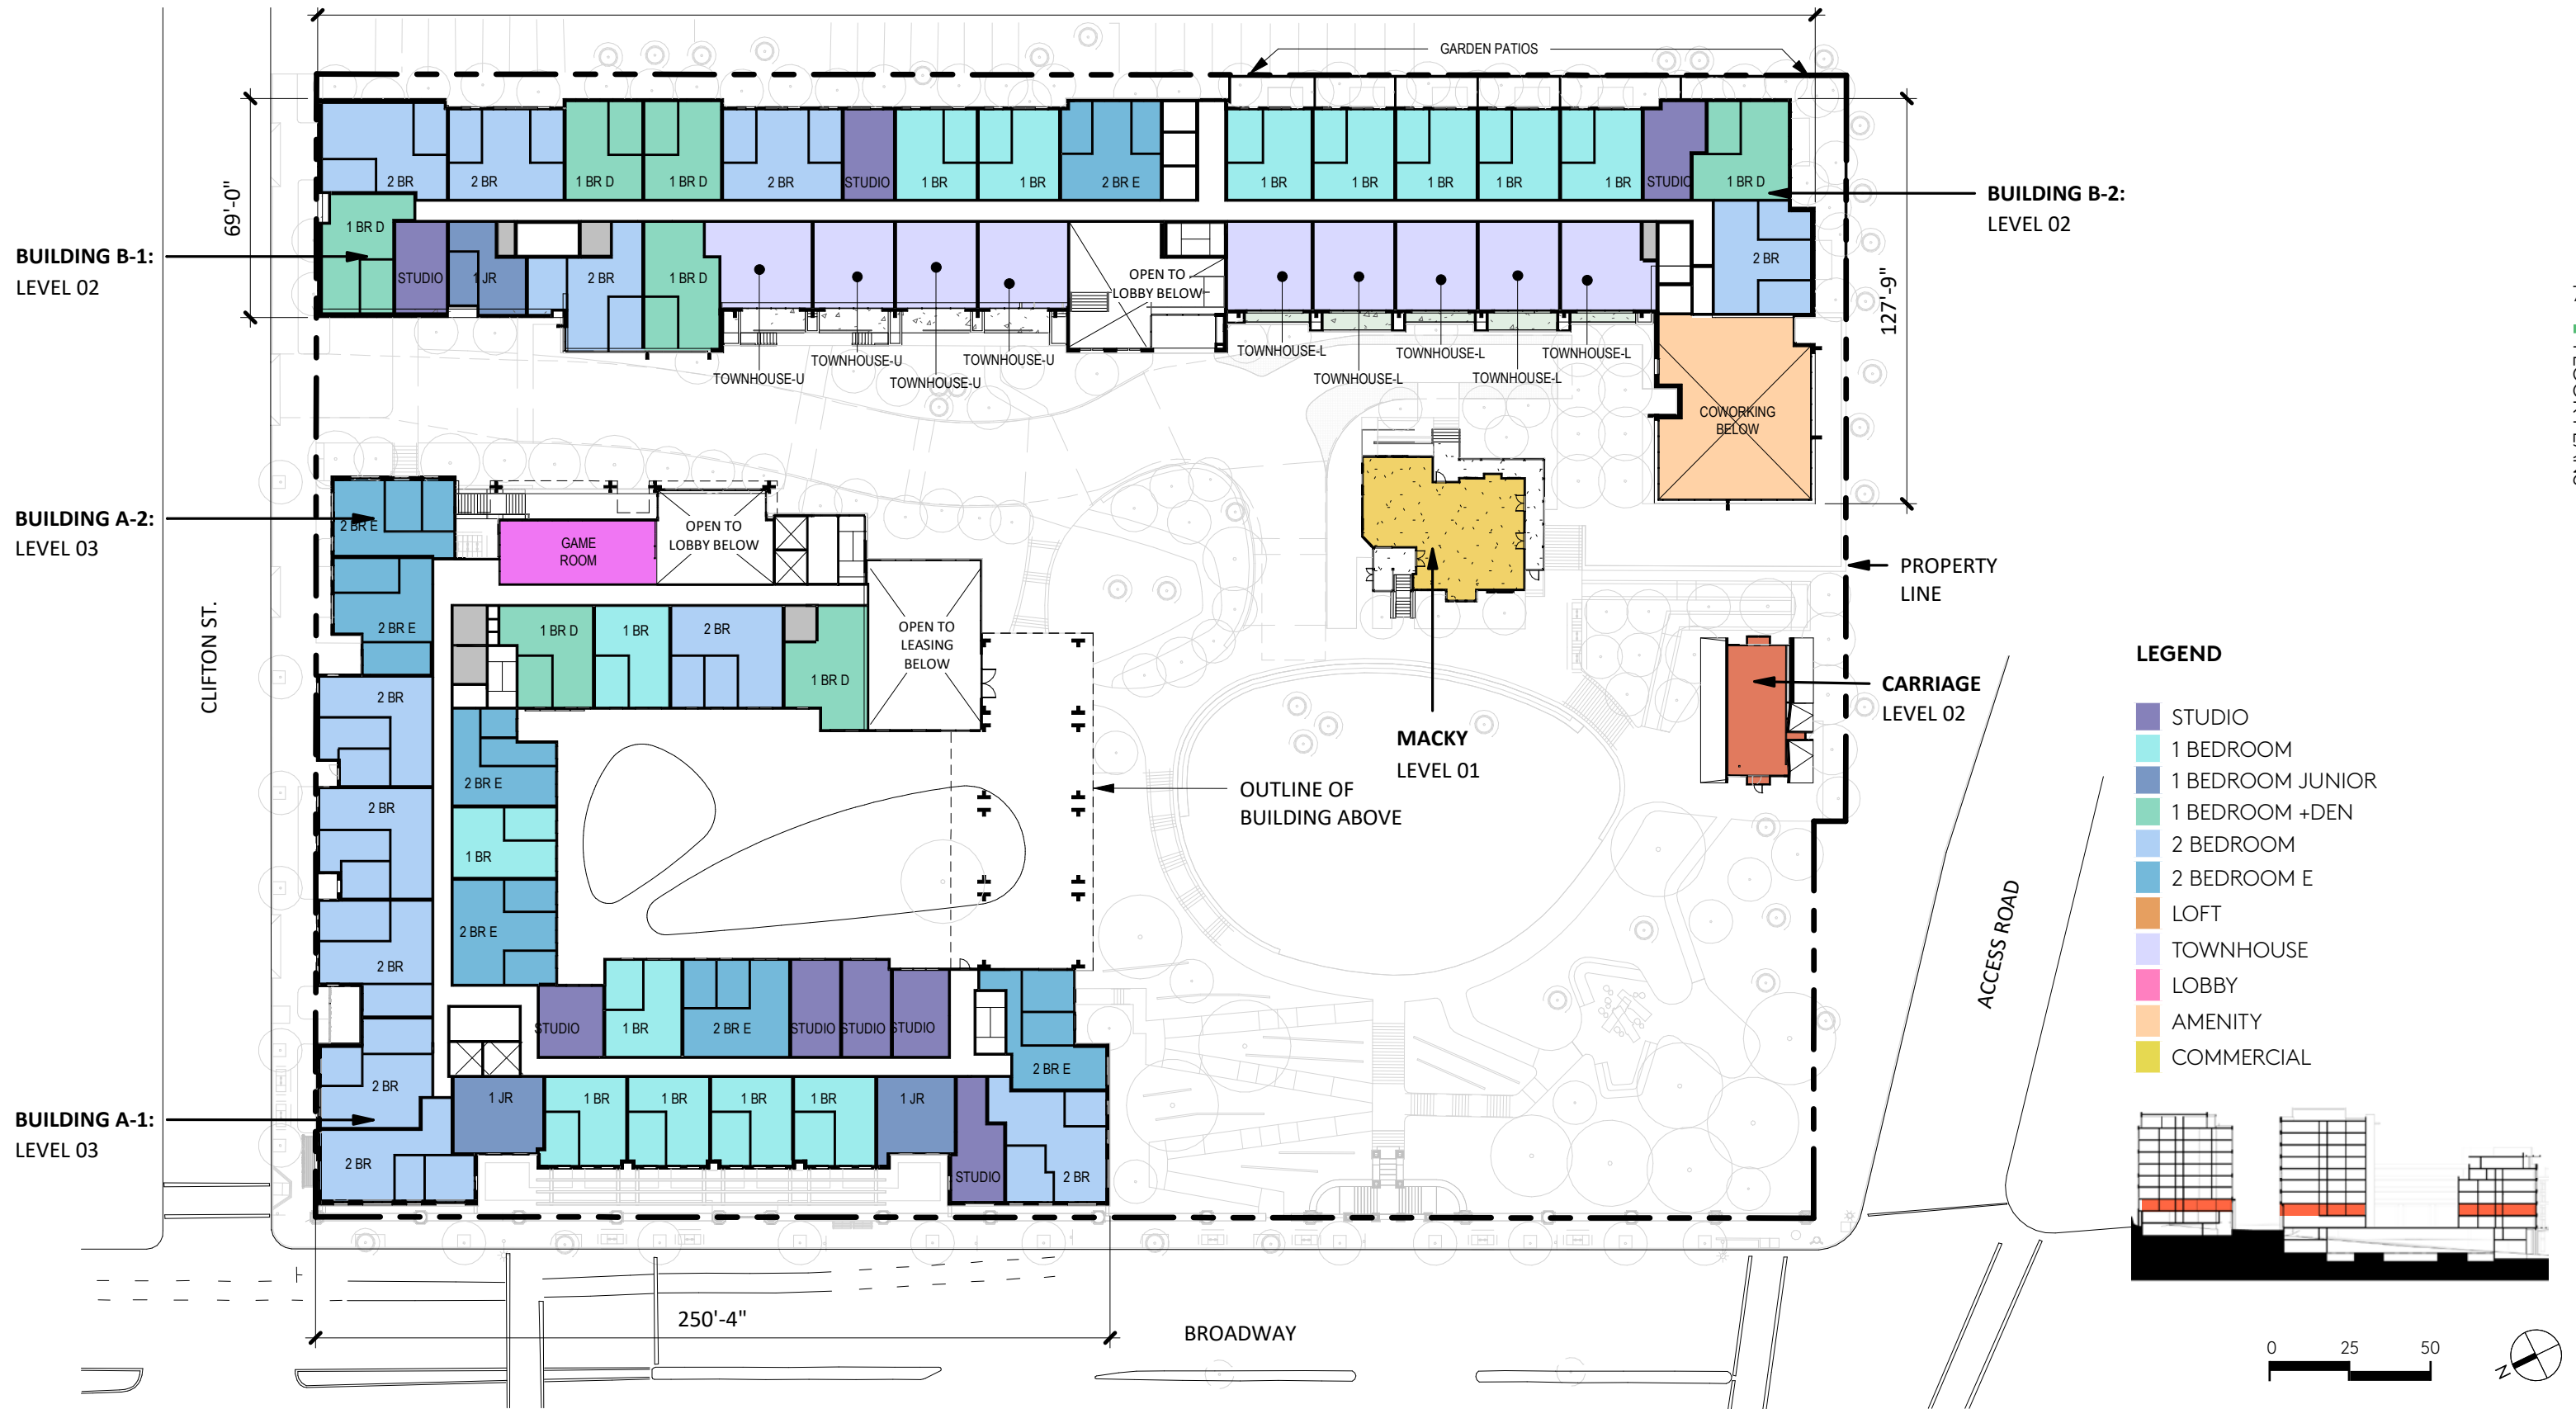 GARDEN PATIOS
2 BR
2 BR
1 BR D
1 BR D
2 BR
STUDIO
1 BR
1 BR
2 BR E
1 BR
1 BR
1 BR
1 BR
1 BR
STUDIO
1 BR D
69'-0"
127'-9"
BUILDING B-1:
LEVEL 02
BUILDING B-2:
LEVEL 02
1 BR D
STUDIO
1 JR
2 BR
1 BR D
OPEN TO
LOBBY BELOW
2 BR
TOWNHOUSE-U
TOWNHOUSE-U
TOWNHOUSE-U
TOWNHOUSE-U
TOWNHOUSE-L
TOWNHOUSE-L
TOWNHOUSE-L
TOWNHOUSE-L
TOWNHOUSE-L
COWORKING
BELOW
BUILDING A-2:
LEVEL 03
2 BR E
GAME
ROOM
OPEN TO
LOBBY BELOW
2 BR E
1 BR D
1 BR
2 BR
1 BR D
OPEN TO
LEASING
BELOW
PROPERTY
LINE
CLIFTON ST.
CARRIAGE
LEVEL 02
MACKY
LEVEL 01
OUTLINE OF
BUILDING ABOVE
2 BR
2 BR E
2 BR
1 BR
2 BR E
2 BR
STUDIO
1 BR
2 BR E
STUDIO
STUDIO
STUDIO
2 BR E
2 BR
1 JR
1 BR
1 BR
1 BR
1 BR
1 JR
BUILDING A-1:
LEVEL 03
2 BR
STUDIO
2 BR
ACCESS ROAD
250'-4"
BROADWAY
LEGEND
STUDIO
1 BEDROOM
1 BEDROOM JUNIOR
1 BEDROOM +DEN
2 BEDROOM
2 BEDROOM E
LOFT
TOWNHOUSE
LOBBY
AMENITY
COMMERCIAL
0 25 50
N